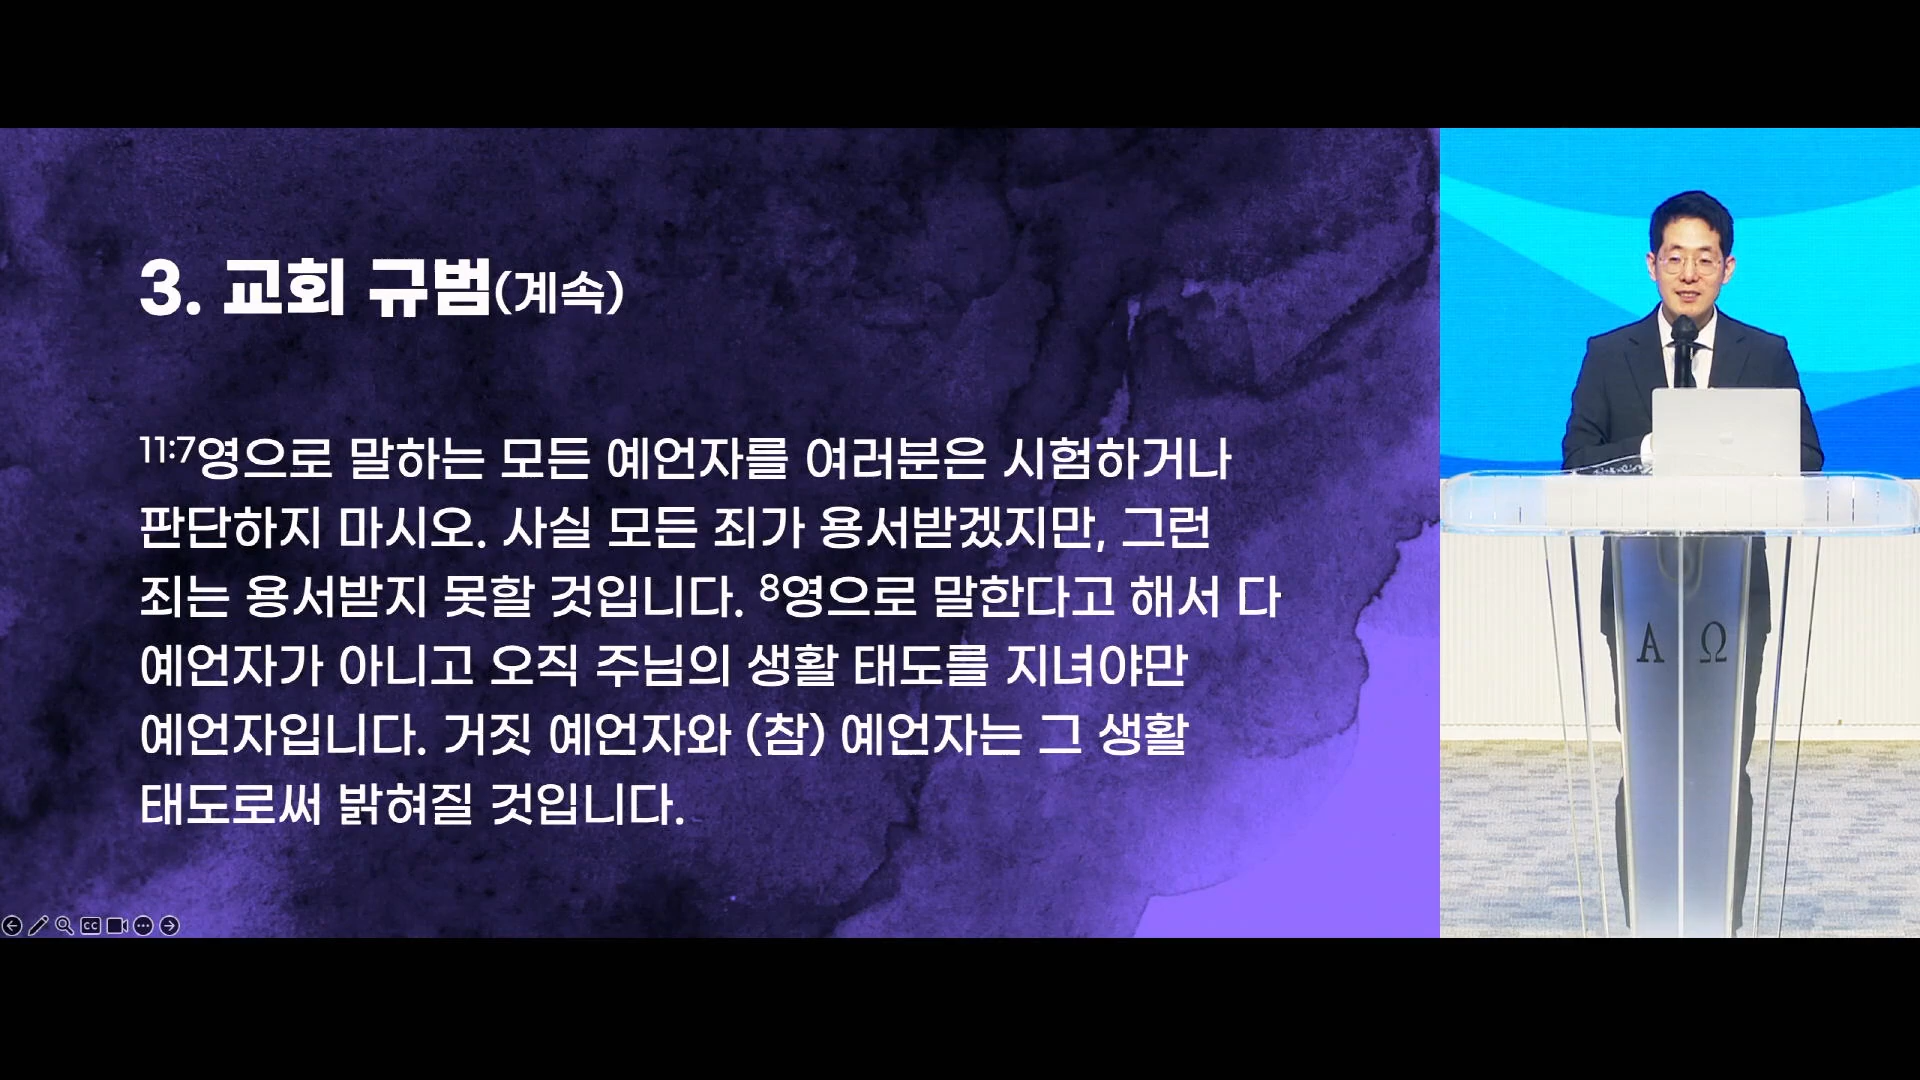 3. 교회 규범(계속)
11:7영으로 말하는 모든 예언자를 여러분은 시험하거나
판단하지 마시오. 사실 모든 죄가 용서받겠지만, 그런
죄는 용서받지 못할 것입니다. 8영으로 말한다고 해서 다
예언자가 아니고 오직 주님의 생활 태도를 지녀야만
예언자입니다. 거짓 예언자와 (참) 예언자는 그 생활
태도로써 밝혀질 것입니다.
CC
Α Ω